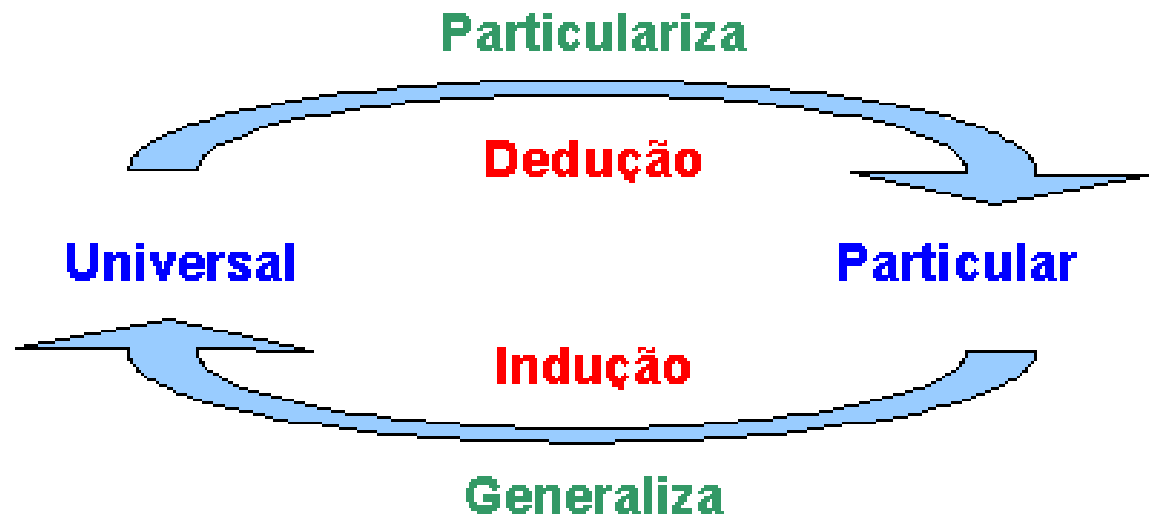 Particulariza
Dedução
Universal Particular
Indução
Generaliza